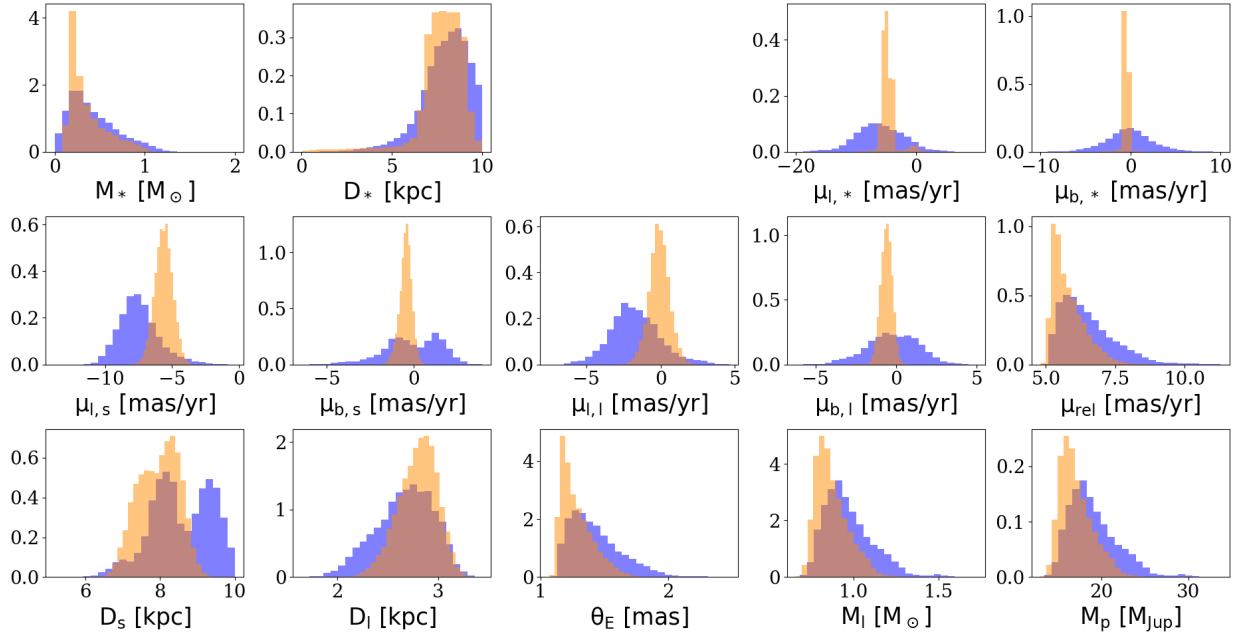 4
2
0
0 1 2
M* [M⊙]
0.3
0.2
0.1
0.0
0 5 10
D* [kpc]
0.4
0.2
0.0
−20 0
μl,* [mas/yr]
1.0
0.5
0.0
−10 0 10
μb,* [mas/yr]
0.6
0.4
0.2
0.0
−10 −5 0
μl,s [mas/yr]
1.0
0.5
0.0
−5 0
μb,s [mas/yr]
0.6
0.4
0.2
0.0
−5 0 5
μl,l [mas/yr]
1.0
0.5
0.0
−5 0 5
μb,l [mas/yr]
1.0
0.5
0.0
5.0 7.5 10.0
μrel [mas/yr]
0.6
0.4
0.2
0.0
6 8 10
Ds [kpc]
2
1
0
2 3
Dl [kpc]
4
2
0
1 2
θE [mas]
4
2
0
1.0 1.5
Ml [M⊙]
0.2
0.1
0.0
20 30
Mp [MJup]